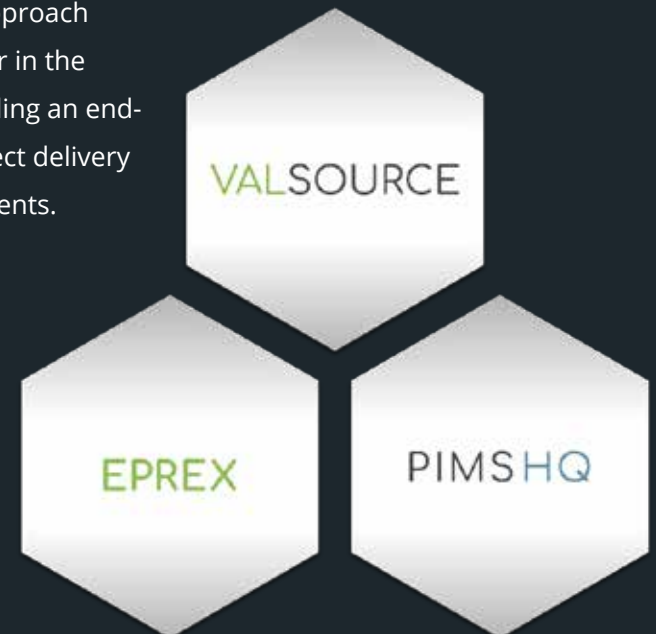 proach
r in the
ling an end-
ect delivery
ents.
VALSOURCE
EPREX
PIMSHQ